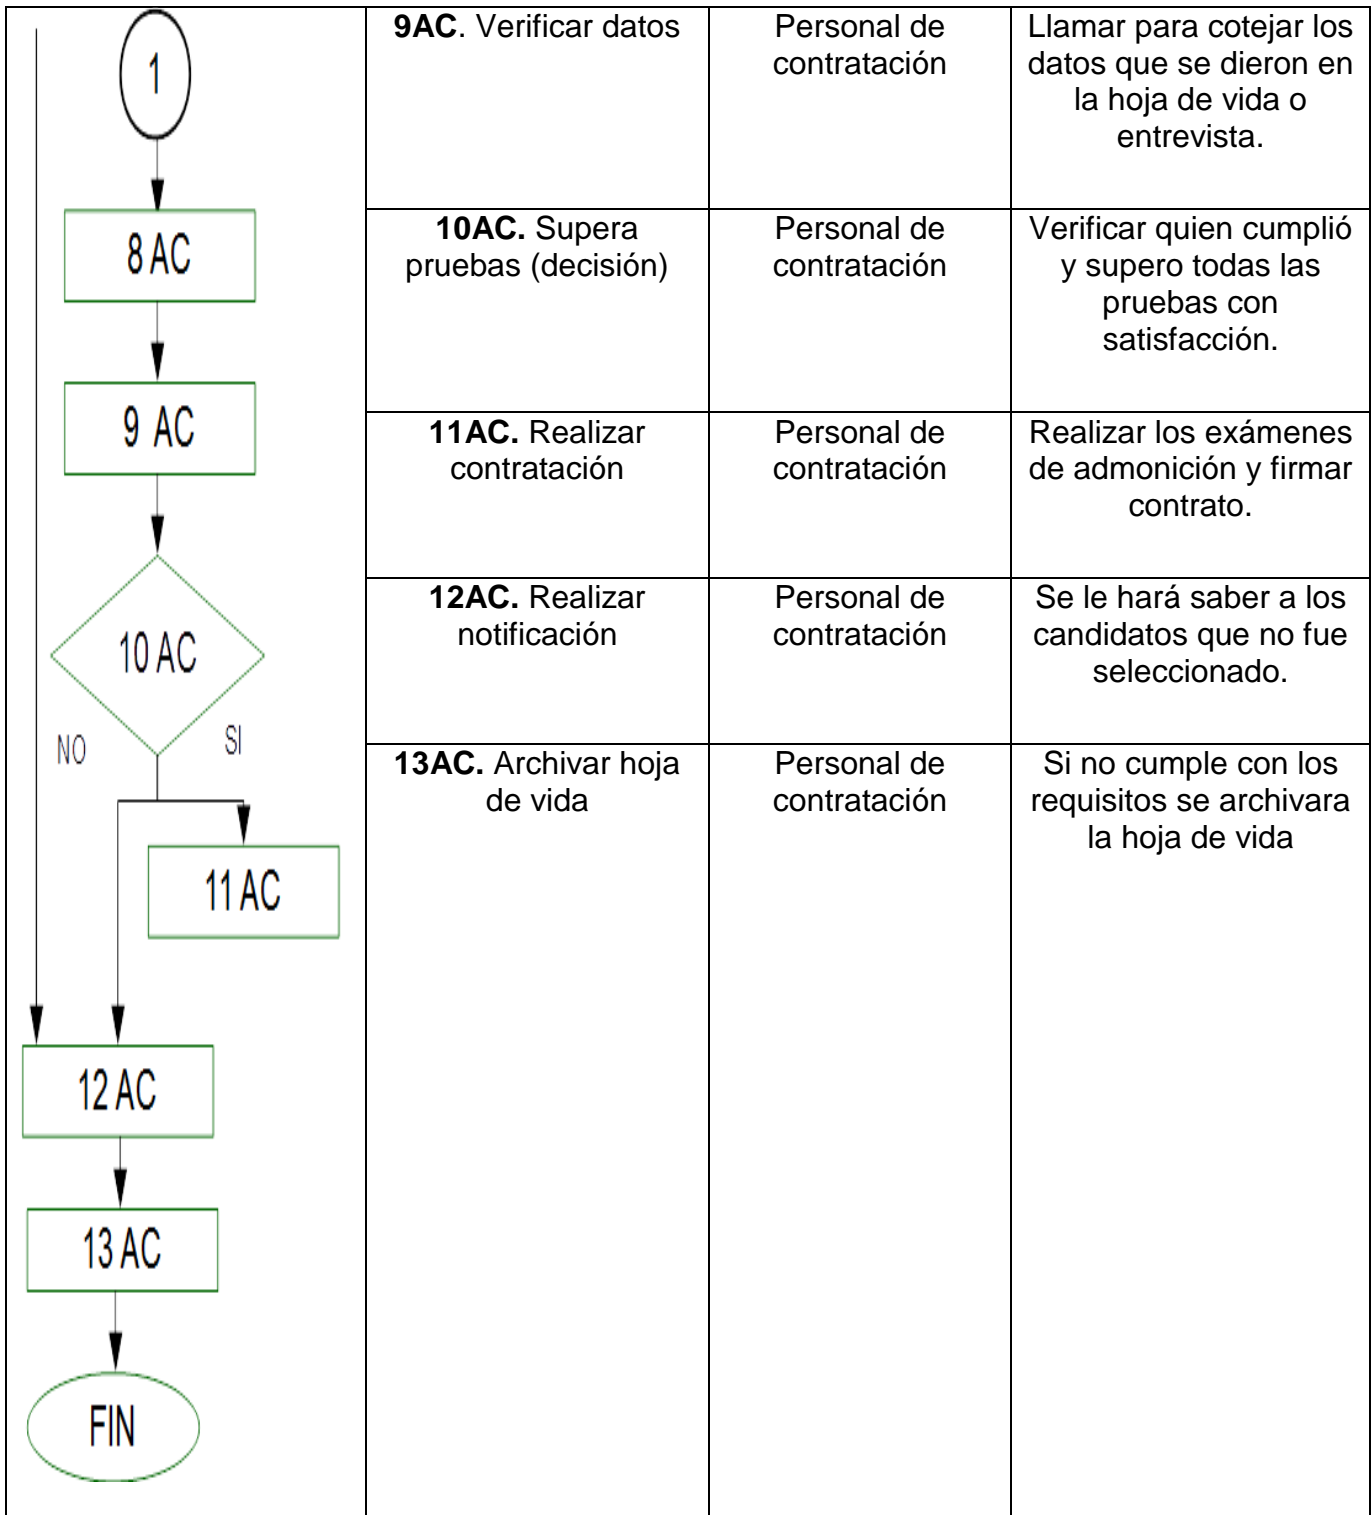 1
8 AC
9 AC
10 AC
NO
SI
11 AC
12 AC
13 AC
FIN
9AC. Verificar datos
Personal de
contratación
Llamar para cotejar los
datos que se dieron en
la hoja de vida o
entrevista.
10AC. Supera
pruebas (decisión)
Personal de
contratación
Verificar quien cumplió
y supero todas las
pruebas con
satisfacción.
11AC. Realizar
contratación
Personal de
contratación
Realizar los exámenes
de admonición y firmar
contrato.
12AC. Realizar
notificación
Personal de
contratación
Se le hará saber a los
candidatos que no fue
seleccionado.
13AC. Archivar hoja
de vida
Personal de
contratación
Si no cumple con los
requisitos se archivara
la hoja de vida